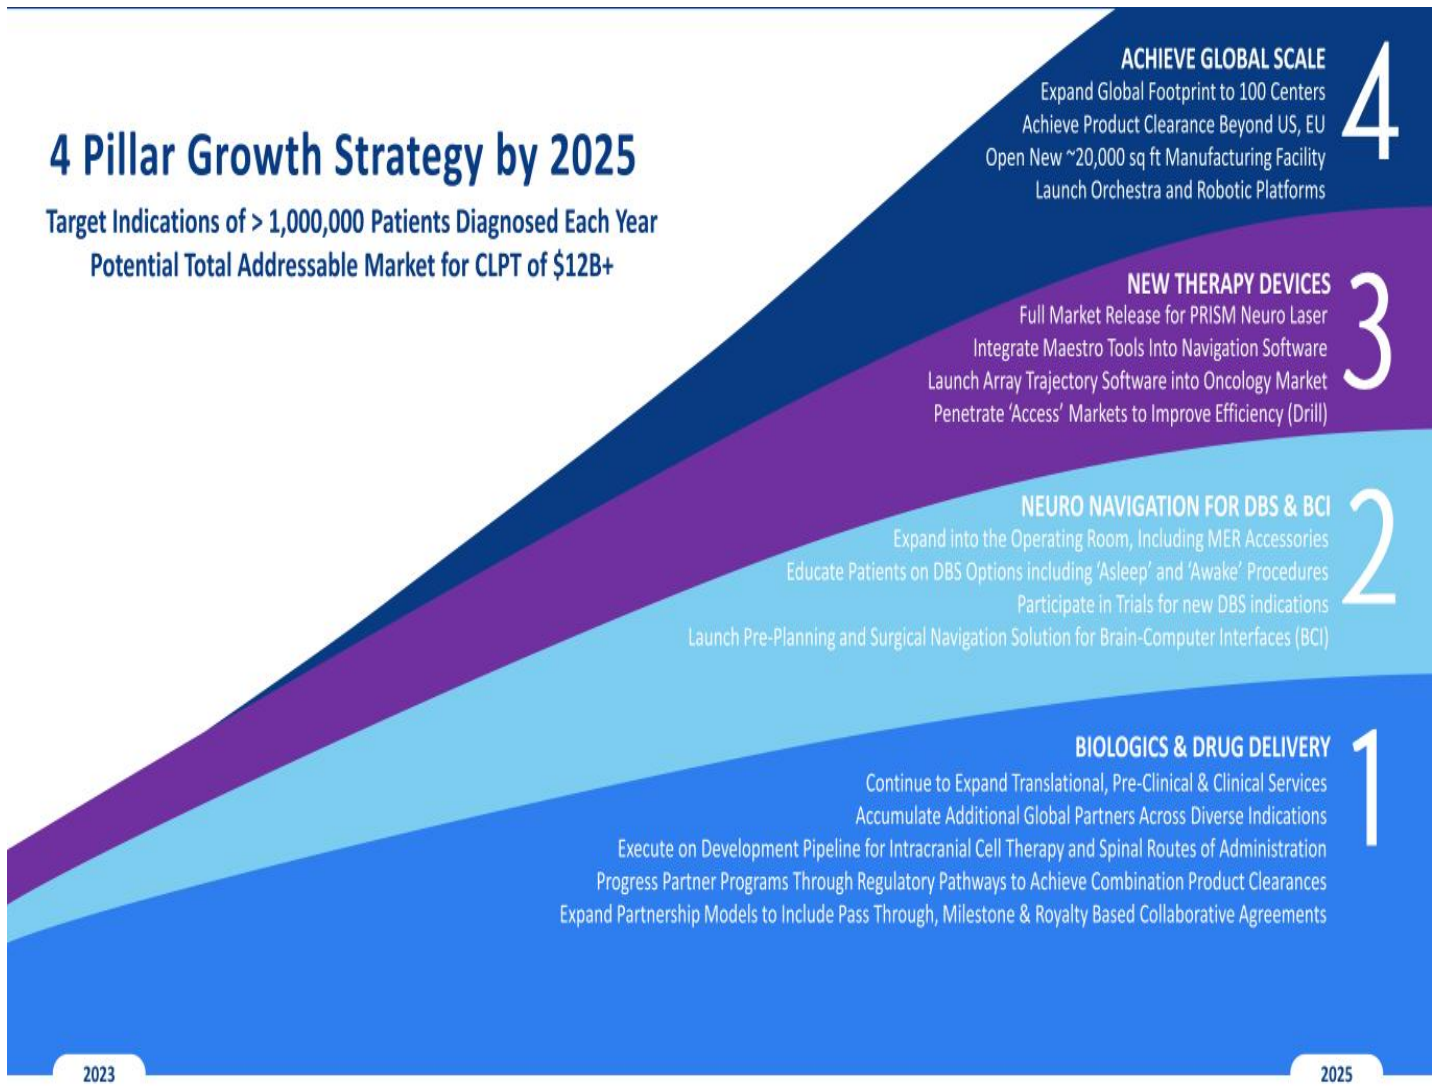 4 Pillar Growth Strategy by 2025
Target Indications of > 1,000,000 Patients Diagnosed Each Year
Potential Total Addressable Market for CLPT of $12B+
ACHIEVE GLOBAL SCALE
Expand Global Footprint to 100 Centers
Achieve Product Clearance Beyond US, EU
Open New ~20,000 sq ft Manufacturing Facility
Launch Orchestra and Robotic Platforms
4
NEW THERAPY DEVICES
Full Market Release for PRISM Neuro Laser
Integrate Maestro Tools Into Navigation Software
Launch Array Trajectory Software into Oncology Market
Penetrate ‘Access’ Markets to Improve Efficiency (Drill)
3
NEURO NAVIGATION FOR DBS & BCI
Expand into the Operating Room, Including MER Accessories
Educate Patients on DBS Options including ‘Asleep’ and ‘Awake’ Procedures
Participate in Trials for new DBS indications
Launch Pre-Planning and Surgical Navigation Solution for Brain-Computer Interfaces (BCI)
2
BIOLOGICS & DRUG DELIVERY
Continue to Expand Translational, Pre-Clinical & Clinical Services
Accumulate Additional Global Partners Across Diverse Indications
Execute on Development Pipeline for Intracranial Cell Therapy and Spinal Routes of Administration
Progress Partner Programs Through Regulatory Pathways to Achieve Combination Product Clearances
Expand Partnership Models to Include Pass Through, Milestone & Royalty Based Collaborative Agreements
1
2023
2025